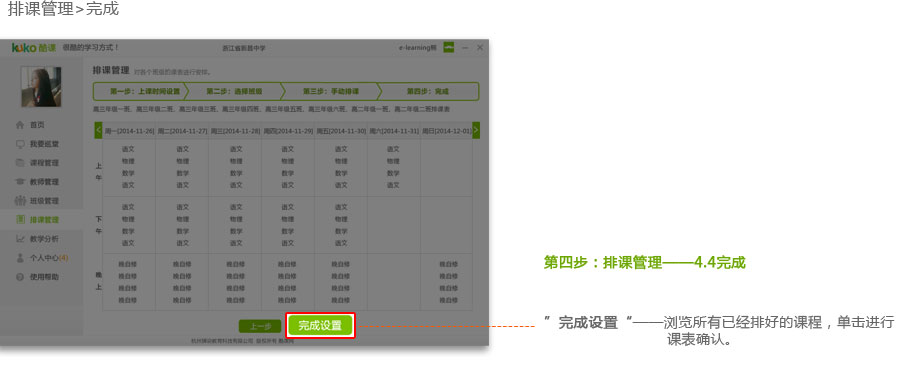 排课管理>完成
kuko 酷课 很酷的学习方式！ 浙江省新昌中学 e-learning侧
排课管理 对各个班级的课表进行安排。
第一步：上课时间设置 第二步：选择班级 第三步：手动排课 第四步：完成
高三年级一班、高三年级二班、高三年级三班、高三年级四班、高三年级五班、高三年级六班、高二年级一班、高二年级二班排课表
< 周一[2014-11-26] 周二[2014-11-27] 周三[2014-11-28] 周四[2014-11-29] 周五[2014-11-30] 周六[2014-11-31] 周日[2014-12-01] >
首页
我要巡堂
课程管理
教师管理
班级管理
排课管理
教学分析
个人中心(4)
使用帮助
上午
语文 语文 语文 语文 语文 语文
物理 物理 物理 物理 物理 物理
数学 数学 数学 数学 数学 数学
语文 语文 语文 语文 语文 语文
下午
语文 语文 语文 语文 语文
物理 物理 物理 物理 物理
数学 数学 数学 数学 数学
语文 语文 语文 语文 语文
晚上
晚自修 晚自修 晚自修 晚自修 晚自修 晚自修
晚自修 晚自修 晚自修 晚自修 晚自修 晚自修
晚自修 晚自修 晚自修 晚自修 晚自修 晚自修
晚自修 晚自修 晚自修 晚自修 晚自修 晚自修
上一步 完成设置
版权所有 酷课网
第四步：排课管理——4.4完成
”完成设置“——浏览所有已经排好的课程，单击进行
课表确认。